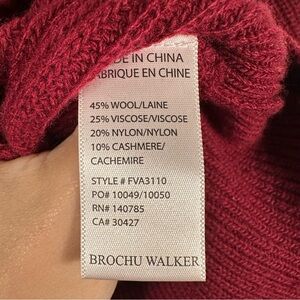 DE IN CHINA
ABRIQUE EN CHINE
45% WOOL/LAINE
25% VISCOSE/VISCOSE
20% NYLON/NYLON
10% CASHMERE/
CACHEMIRE
STYLE # FVA3110
PO# 10049/10050
RN# 140785
CA# 30427
BROCHU WALKER